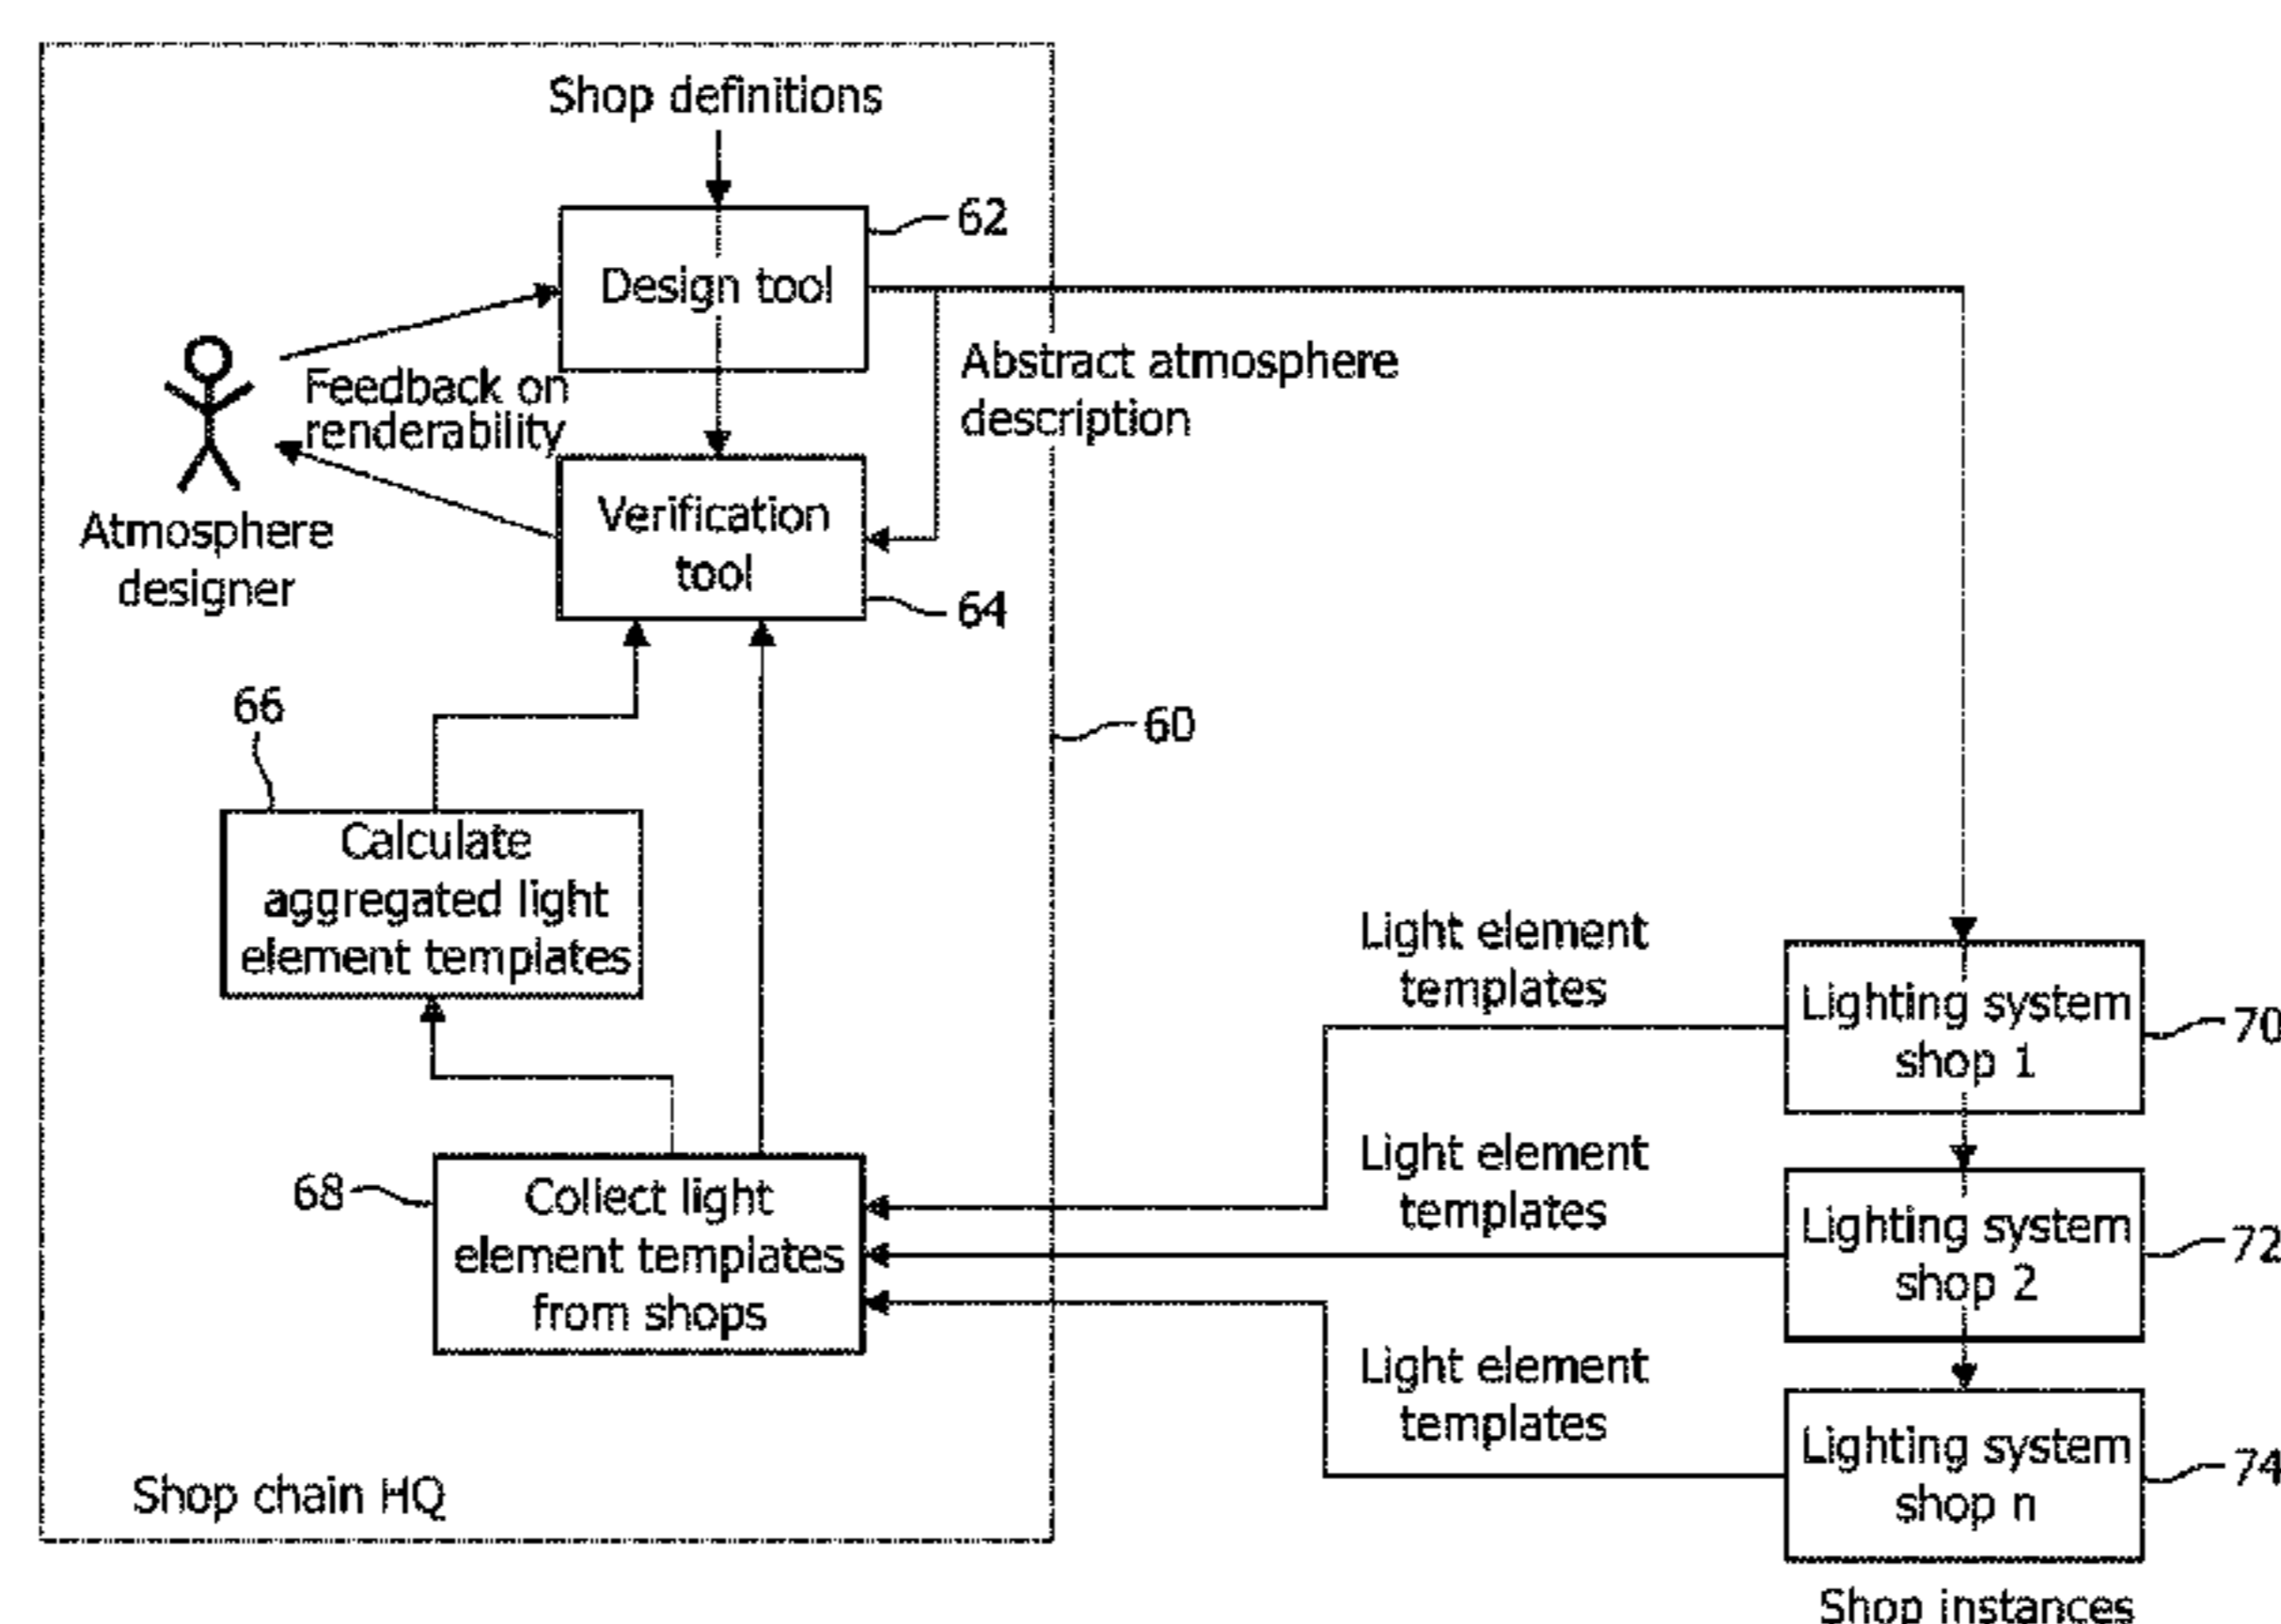 Shop definitions
62
Design tool
Abstract atmosphere
description
Feedback on
renderability
Atmosphere
designer
Verification
tool
64
66
60
Calculate
aggregated light
element templates
Light element
templates
Lighting system
shop 1
70
68
Collect light
element templates
from shops
Light element
templates
Lighting system
shop 2
72
Light element
templates
Lighting system
shop n
74
Shop chain HQ
Shop instances